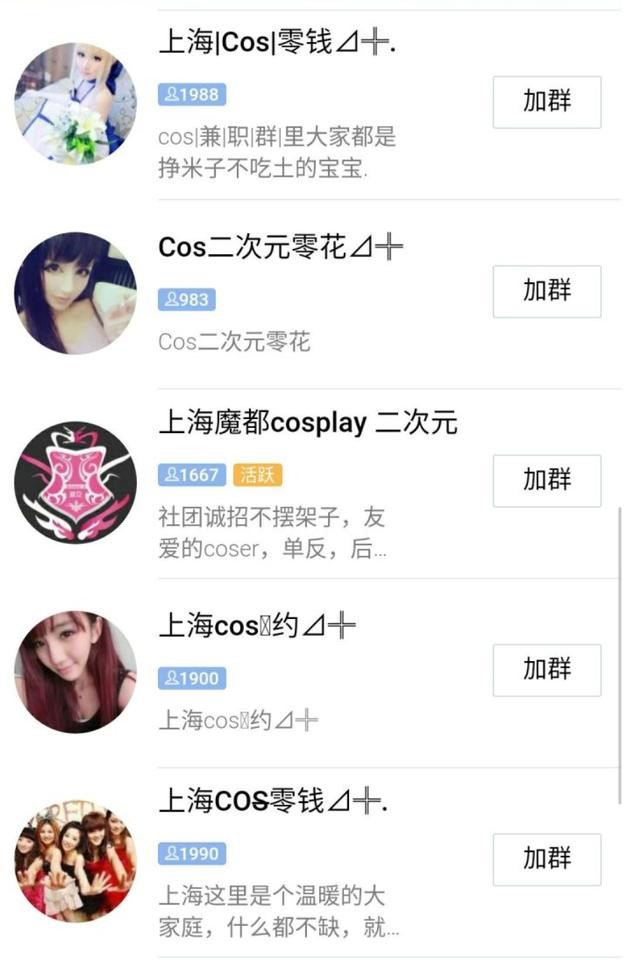 上海|Cos|零钱⊿╬.
1988
加群
cos|兼|职|群|里大家都是
挣米子不吃土的宝宝.
Cos二次元零花⊿╬
983
加群
Cos二次元零花
上海魔都cosplay 二次元
1667 活跃
加群
社团诚招不摆架子，友
爱的coser，单反，后...
上海cos约⊿╬
1900
加群
上海cos约⊿╬
上海COS零钱⊿╬.
1990
加群
上海这里是个温暖的大
家庭，什么都不缺，就...